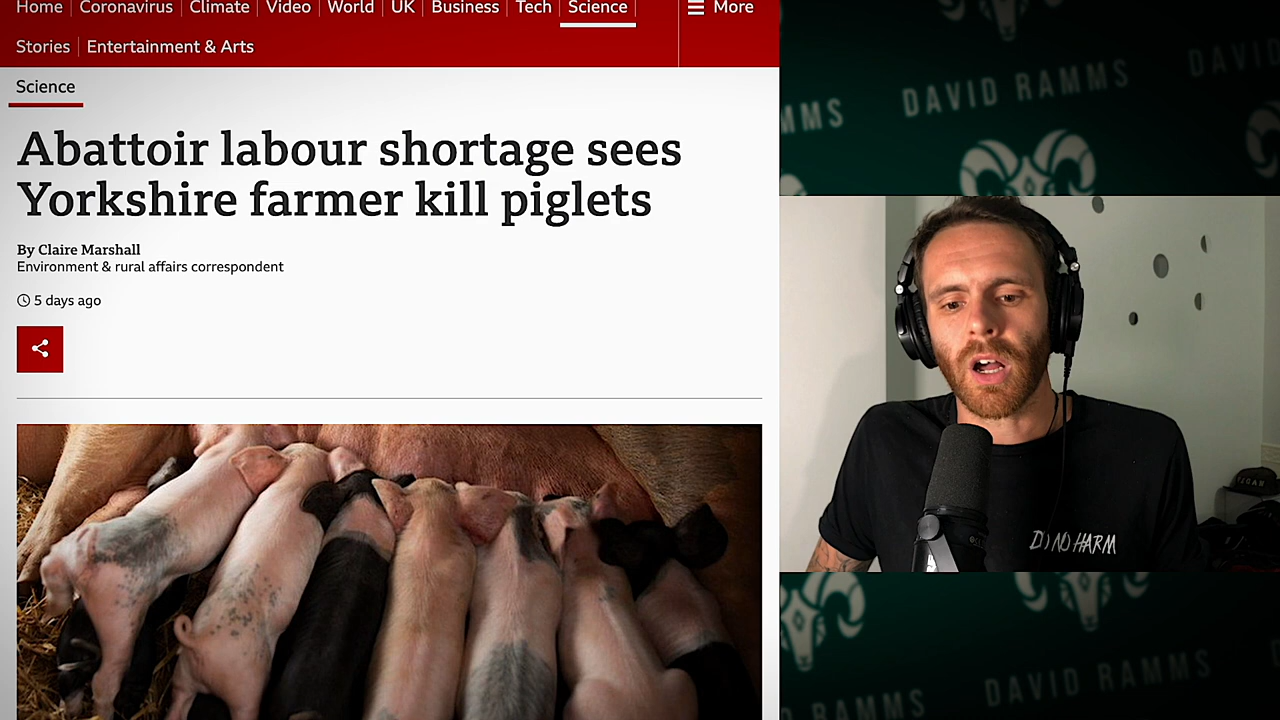 Home Coronavirus Climate Video World UK Business Tech Science More
Stories Entertainment & Arts
Science
Abattoir labour shortage sees
Yorkshire farmer kill piglets
By Claire Marshall
Environment & rural affairs correspondent
5 days ago
DAVID RAMMS
MMS
DAVID
VEGAN
DO NO HARM
DAVID RAMMS
D RAMMS